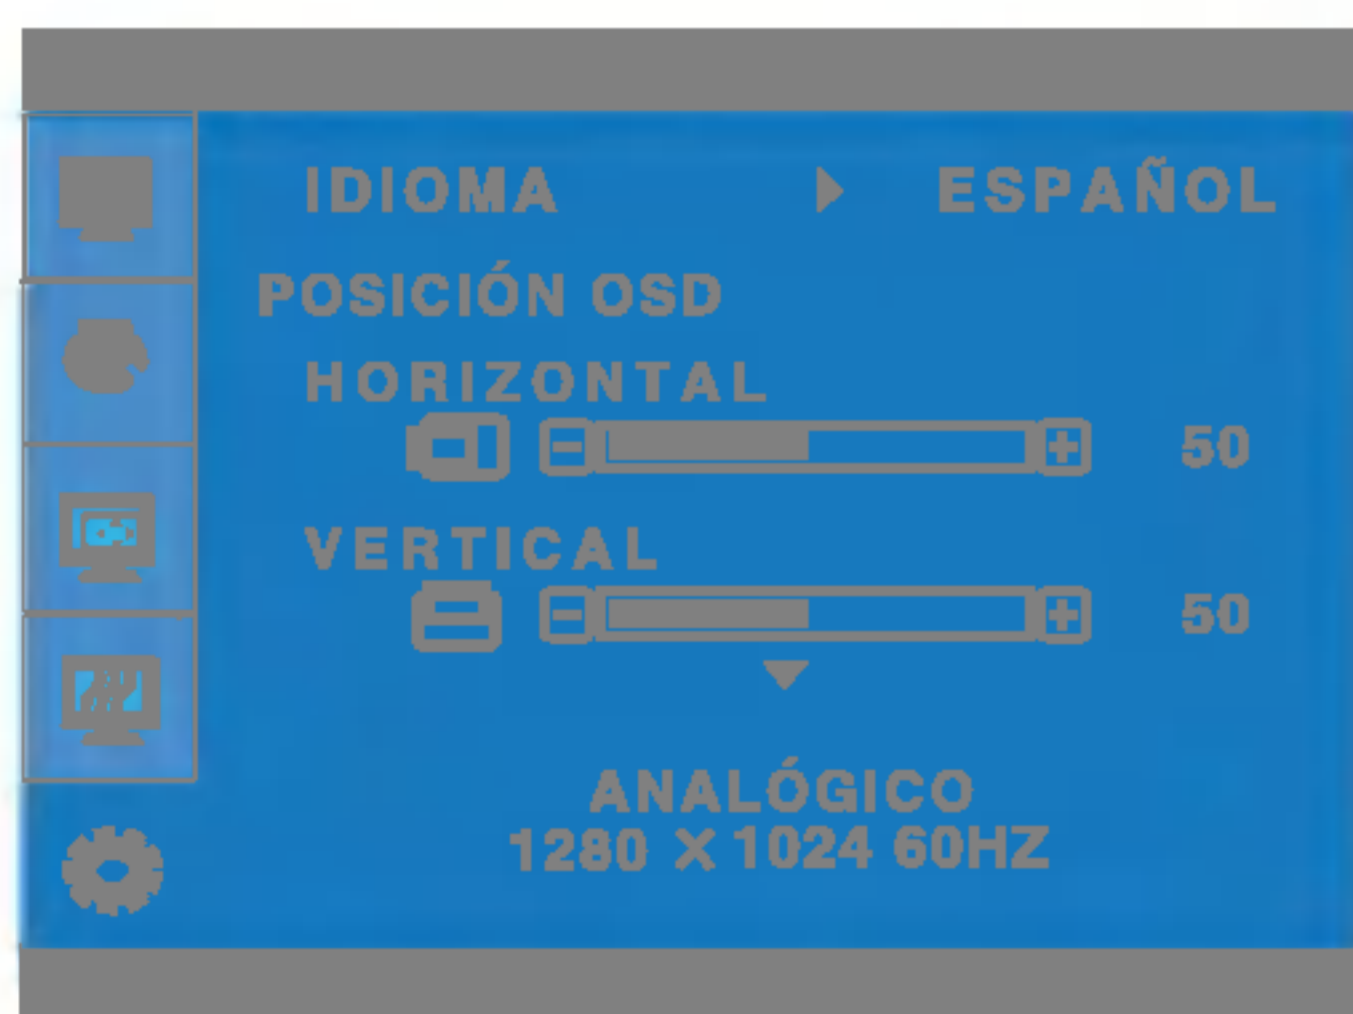 IDIOMA ESPAÑOL
POSICIÓN OSD
HORIZONTAL
50
VERTICAL
50
ANALÓGICO
1280 X 1024 60HZ